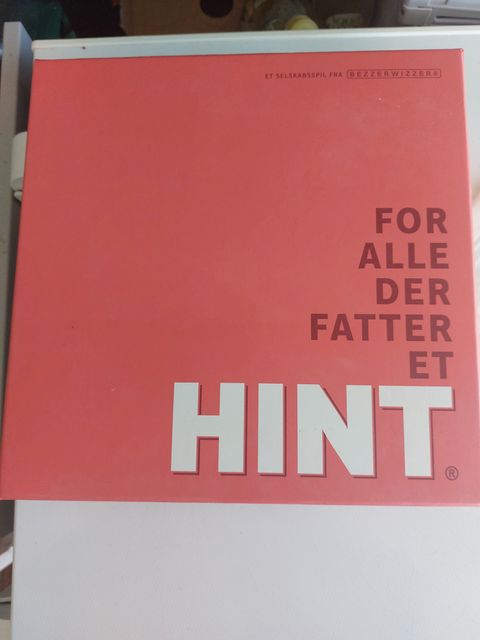 ET SELSKABSSPIL FRA BEZZERWIZZER®
FOR
ALLE
DER
FATTER
ET
HINT®